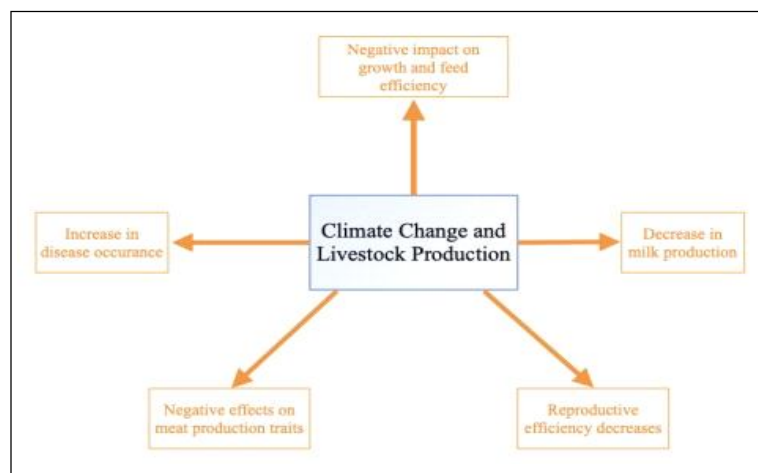 Negative impact on
growth and feed
efficiency
Increase in
disease occurance
Climate Change and
Livestock Production
Decrease in
milk production
Negative effects on
meat production traits
Reproductive
efficiency decreases